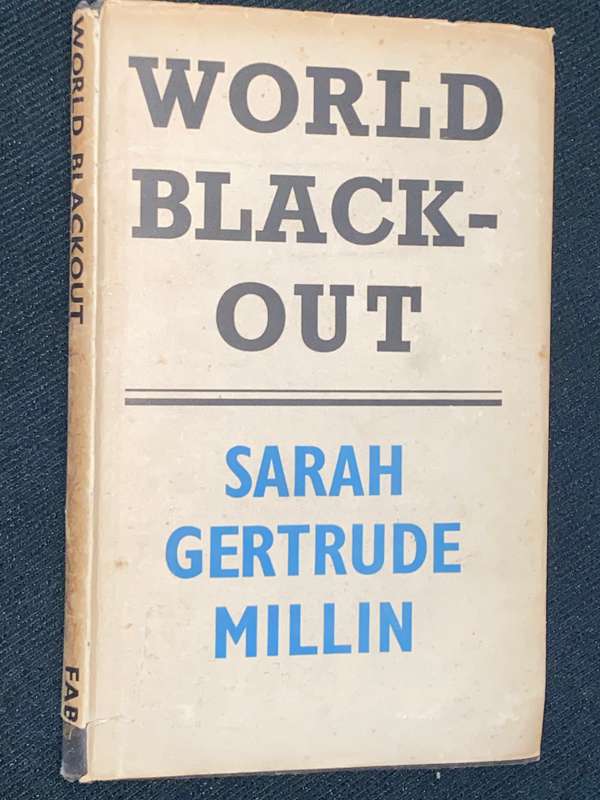 WORLD
BLACK-
OUT
SARAH
GERTRUDE
MILLIN
WORLD BLACKOUT
FAB